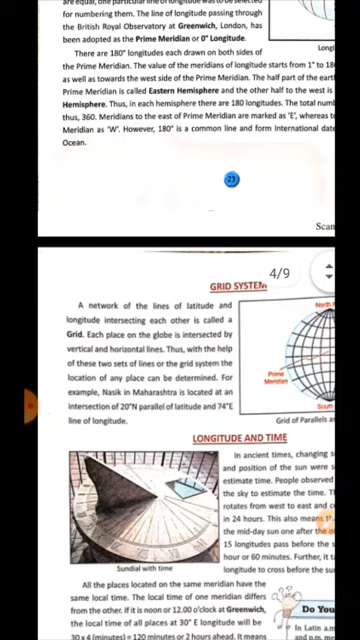 are equal, one particular line of longitude was to be selected
for numbering them. The line of longitude passing through
the British Royal Observatory at Greenwich, London, has
been adopted as the Prime Meridian or 0° Longitude.
Longi
There are 180° longitudes each drawn on both sides of
the Prime Meridian. The value of the meridians of longitude starts from 1° to 18
as well as towards the west side of the Prime Meridian. The half part of the eart
Prime Meridian is called Eastern Hemisphere and the other half to the west is
Hemisphere. Thus, in each hemisphere there are 180 longitudes. The total num
thus, 360. Meridians to the east of Prime Meridian are marked as 'E', whereas t
Meridian as 'W'. However, 180° is a common line and form International date
Ocean.
23
Scan
4/9
GRID SYSTEM
A network of the lines of latitude and
longitude intersecting each other is called a
Grid. Each place on the globe is intersected by
vertical and horizontal lines. Thus, with the help
of these two sets of lines or the grid system the
location of any place can be determined. For
example, Nasik in Maharashtra is located at an
intersection of 20°N parallel of latitude and 74°E
line of longitude.
North
Prime
Meridian
South
Grid of Parallels a
LONGITUDE AND TIME
Sundial with time
In ancient times, changing s
and position of the sun were s
estimate time. People observed
the sky to estimate the time. T
rotates from west to east and c
in 24 hours. This also means th
the mid-day sun one after the o
15 longitudes pass before the s
hour or 60 minutes. Further, it t
longitude to cross before the su
All the places located on the same meridian have the
same local time. The local time of one meridian differs
from the other. If it is noon or 12.00 o'clock at Greenwich,
the local time of all places at 30° E longitude will be
30 x 4 (minutes) = 120 minutes or 2 hours ahead. It means
Do You
In Latin a.m
and p.m. me